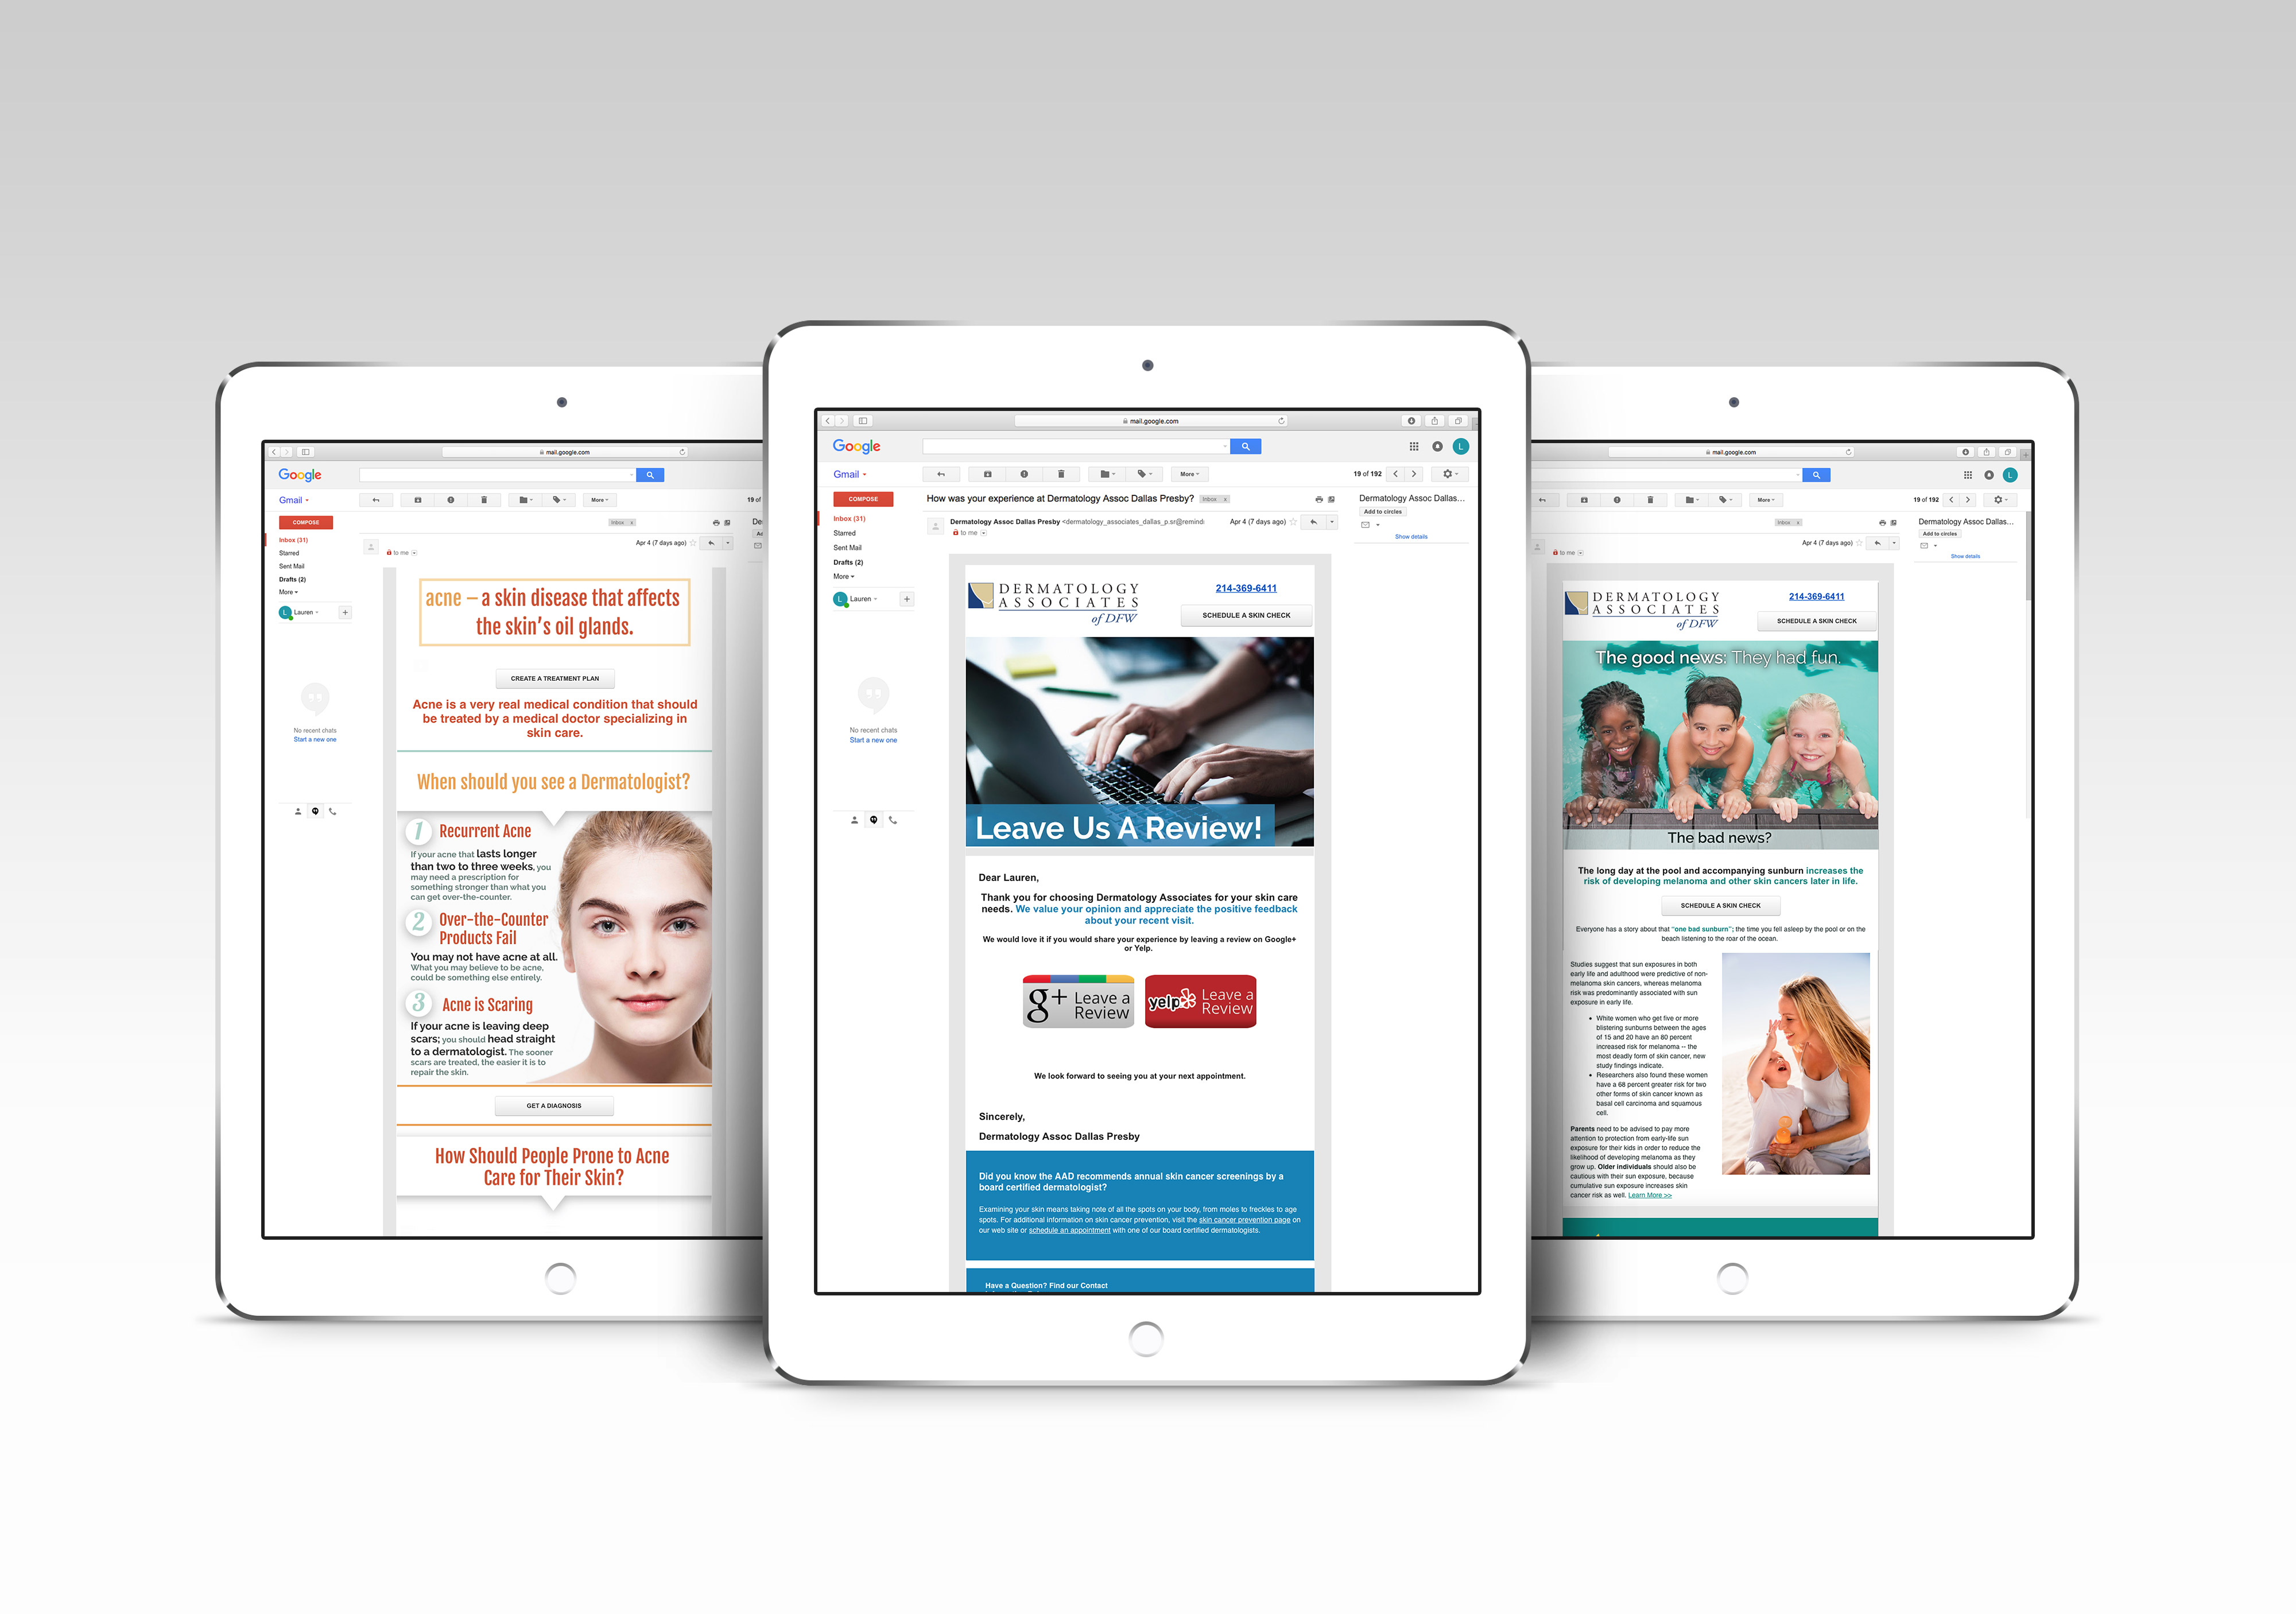 mail.google.com
Google
Gmail
More
19 of
COMPOSE
Inbox (31)
Starred
Sent Mail
Drafts (2)
More
L Lauren
No recent chats
Start a new one
Inbox x
Apr 4 (7 days ago)
to me
acne – a skin disease that affects
the skin's oil glands.
CREATE A TREATMENT PLAN
Acne is a very real medical condition that should
be treated by a medical doctor specializing in
skin care.
When should you see a Dermatologist?
1 Recurrent Acne
If your acne that lasts longer
than two to three weeks, you
may need a prescription for
something stronger than what you
can get over-the-counter.
2 Over-the-Counter
Products Fail
You may not have acne at all.
What you may believe to be acne,
could be something else entirely.
3 Acne is Scaring
If your acne is leaving deep
scars; you should head straight
to a dermatologist. The sooner
scars are treated, the easier it is to
repair the skin.
GET A DIAGNOSIS
How Should People Prone to Acne
Care for Their Skin?
mail.google.com
Google
L
Gmail
More
19 of 192
COMPOSE
Inbox (31)
Starred
Sent Mail
Drafts (2)
More
L Lauren
No recent chats
Start a new one
How was your experience at Dermatology Assoc Dallas Presby? Inbox x
Dermatology Assoc Dallas Presby <dermatology_associates_dallas_p.sr@remind
Apr 4 (7 days ago)
to me
Dermatology Assoc Dallas...
Add to circles
Show details
DERMATOLOGY
ASSOCIATES
of DFW
214-369-6411
SCHEDULE A SKIN CHECK
Leave Us A Review!
Dear Lauren,
Thank you for choosing Dermatology Associates for your skin care
needs. We value your opinion and appreciate the positive feedback
about your recent visit.
We would love it if you would share your experience by leaving a review on Google+
or Yelp.
g+ Leave a
Review
yelp Leave a
Review
We look forward to seeing you at your next appointment.
Sincerely,
Dermatology Assoc Dallas Presby
Did you know the AAD recommends annual skin cancer screenings by a
board certified dermatologist?
Examining your skin means taking note of all the spots on your body, from moles to freckles to age
spots. For additional information on skin cancer prevention, visit the skin cancer prevention page on
our web site or schedule an appointment with one of our board certified dermatologists.
Have a Question? Find our Contact
mail.google.com
L
More
19 of 192
Inbox x
Apr 4 (7 days ago)
to me
Dermatology Assoc Dallas...
Add to circles
Show details
DERMATOLOGY
ASSOCIATES
of DFW
214-369-6411
SCHEDULE A SKIN CHECK
The good news: They had fun.
The bad news?
The long day at the pool and accompanying sunburn increases the
risk of developing melanoma and other skin cancers later in life.
SCHEDULE A SKIN CHECK
Everyone has a story about that "one bad sunburn"; the time you fell asleep by the pool or on the
beach listening to the roar of the ocean.
Studies suggest that sun exposures in both
early life and adulthood were predictive of non-
melanoma skin cancers, whereas melanoma
risk was predominantly associated with sun
exposure in early life.
• White women who get five or more
blistering sunburns between the ages
of 15 and 20 have an 80 percent
increased risk for melanoma -- the
most deadly form of skin cancer, new
study findings indicate.
• Researchers also found these women
have a 68 percent greater risk for two
other forms of skin cancer known as
basal cell carcinoma and squamous
cell.
Parents need to be advised to pay more
attention to protection from early-life sun
exposure for their kids in order to reduce the
likelihood of developing melanoma as they
grow up. Older individuals should also be
cautious with their sun exposure, because
cumulative sun exposure increases skin
cancer risk as well. Learn More >>